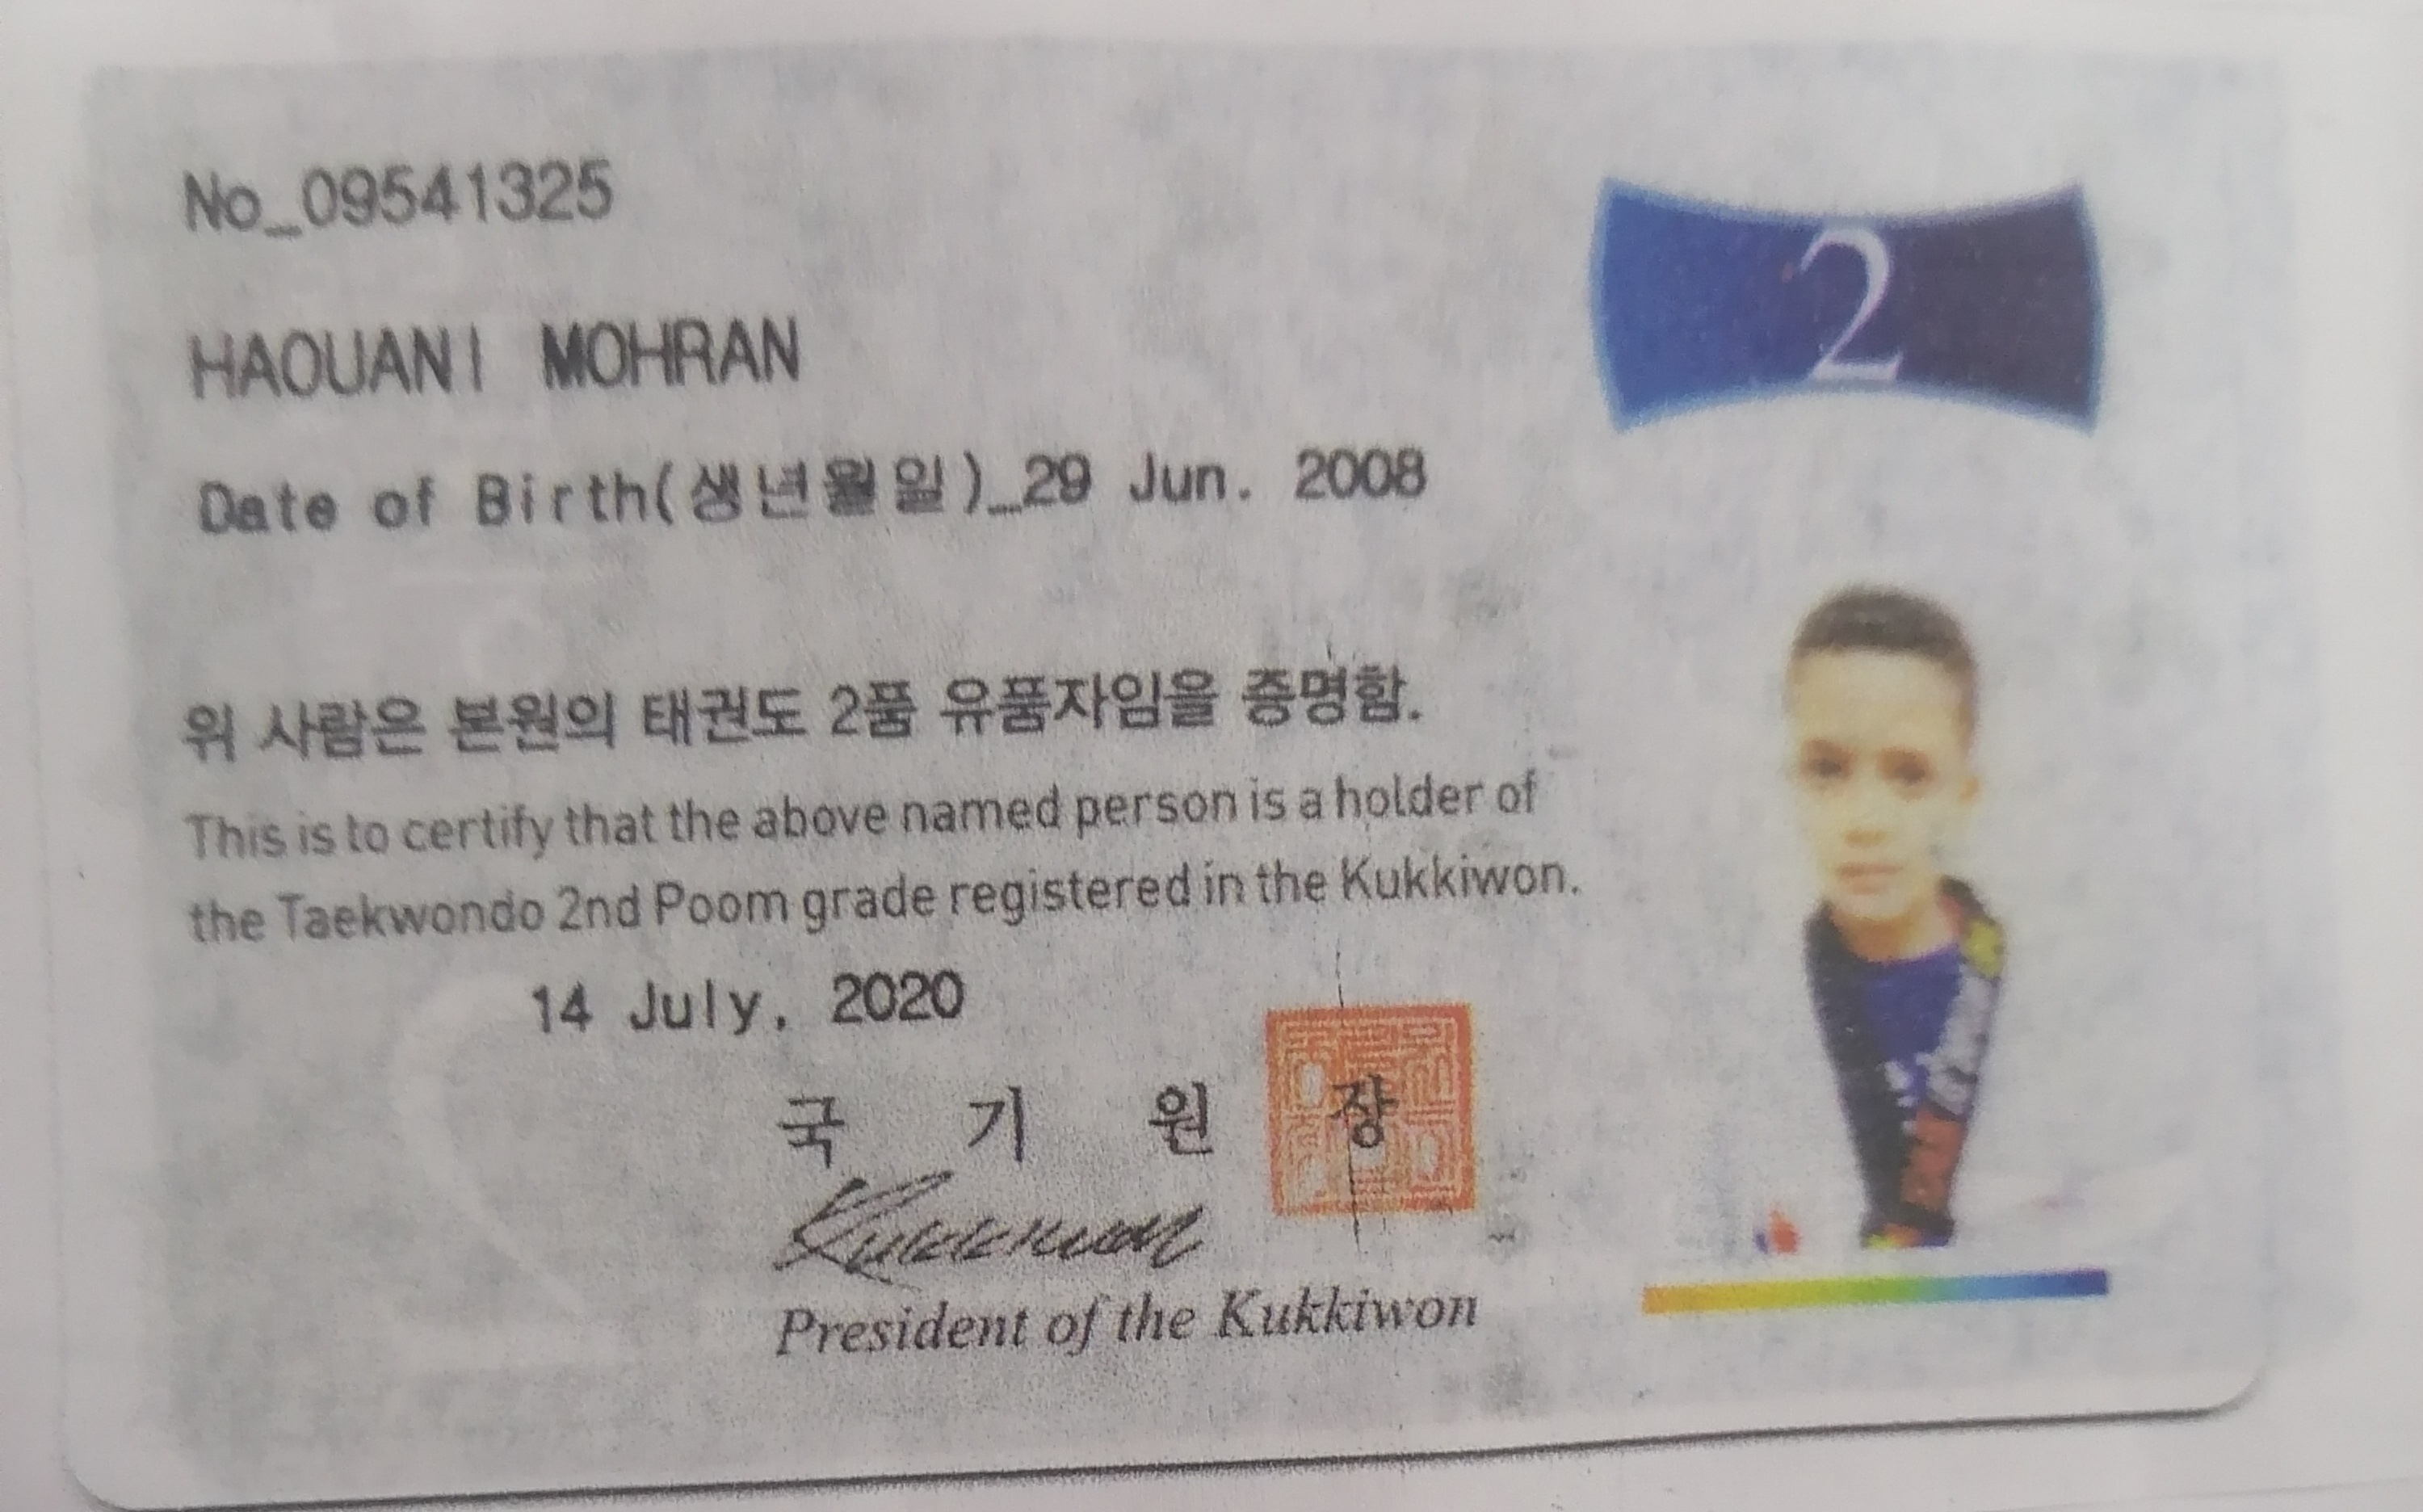 No_09541325
2
HAOUANI MOHRAN
Date of Birth(생년월일)_29 Jun. 2008
위 사람은 본원의 태권도 2품 유품자임을 증명함.
This is to certify that the above named person is a holder of
the Taekwondo 2nd Poom grade registered in the Kukkiwon.
14 July, 2020
국 기 원 장
Kukkiwon
President of the Kukkiwon